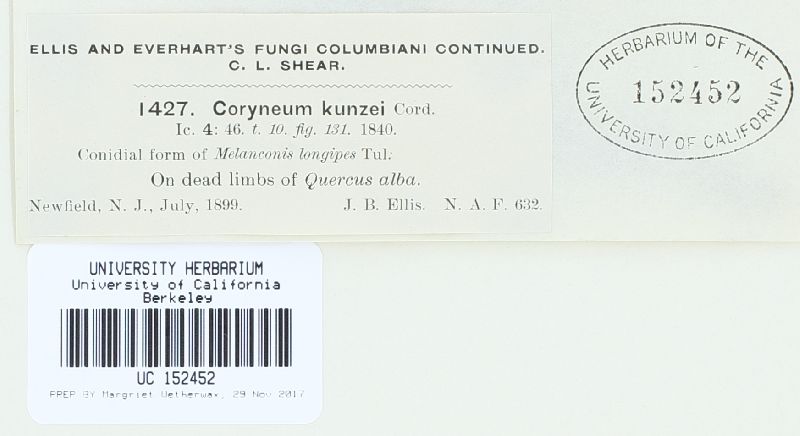 ELLIS AND EVERHART'S FUNGI COLUMBIANI CONTINUED.
C. L. SHEAR.
1427. Coryneum kunzei Cord.
Ic. 4: 46. t. 10. fig. 131. 1840.
Conidial form of Melanconis longipes Tul.
On dead limbs of Quercus alba.
Newfield, N. J., July, 1899. J. B. Ellis. N. A. F. 632.
HERBARIUM OF THE
152452
UNIVERSITY OF CALIFORNIA
UNIVERSITY HERBARIUM
University of California
Berkeley
UC 152452
PREP BY Margriet Wetherwax, 29 Nov 2017